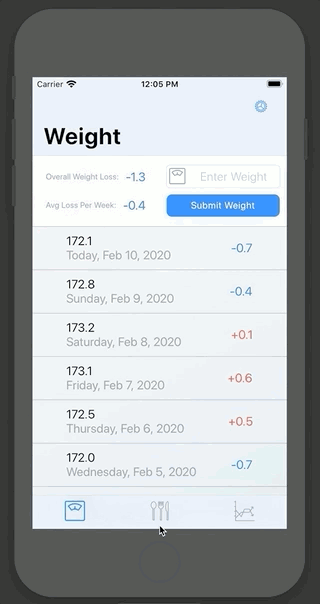 Carrier 12:05 PM
Weight
Overall Weight Loss: -1.3
Enter Weight
Avg Loss Per Week: -0.4
Submit Weight
172.1
Today, Feb 10, 2020
-0.7
172.8
Sunday, Feb 9, 2020
-0.4
173.2
Saturday, Feb 8, 2020
+0.1
173.1
Friday, Feb 7, 2020
+0.6
172.5
Thursday, Feb 6, 2020
+0.5
172.0
Wednesday, Feb 5, 2020
-0.7